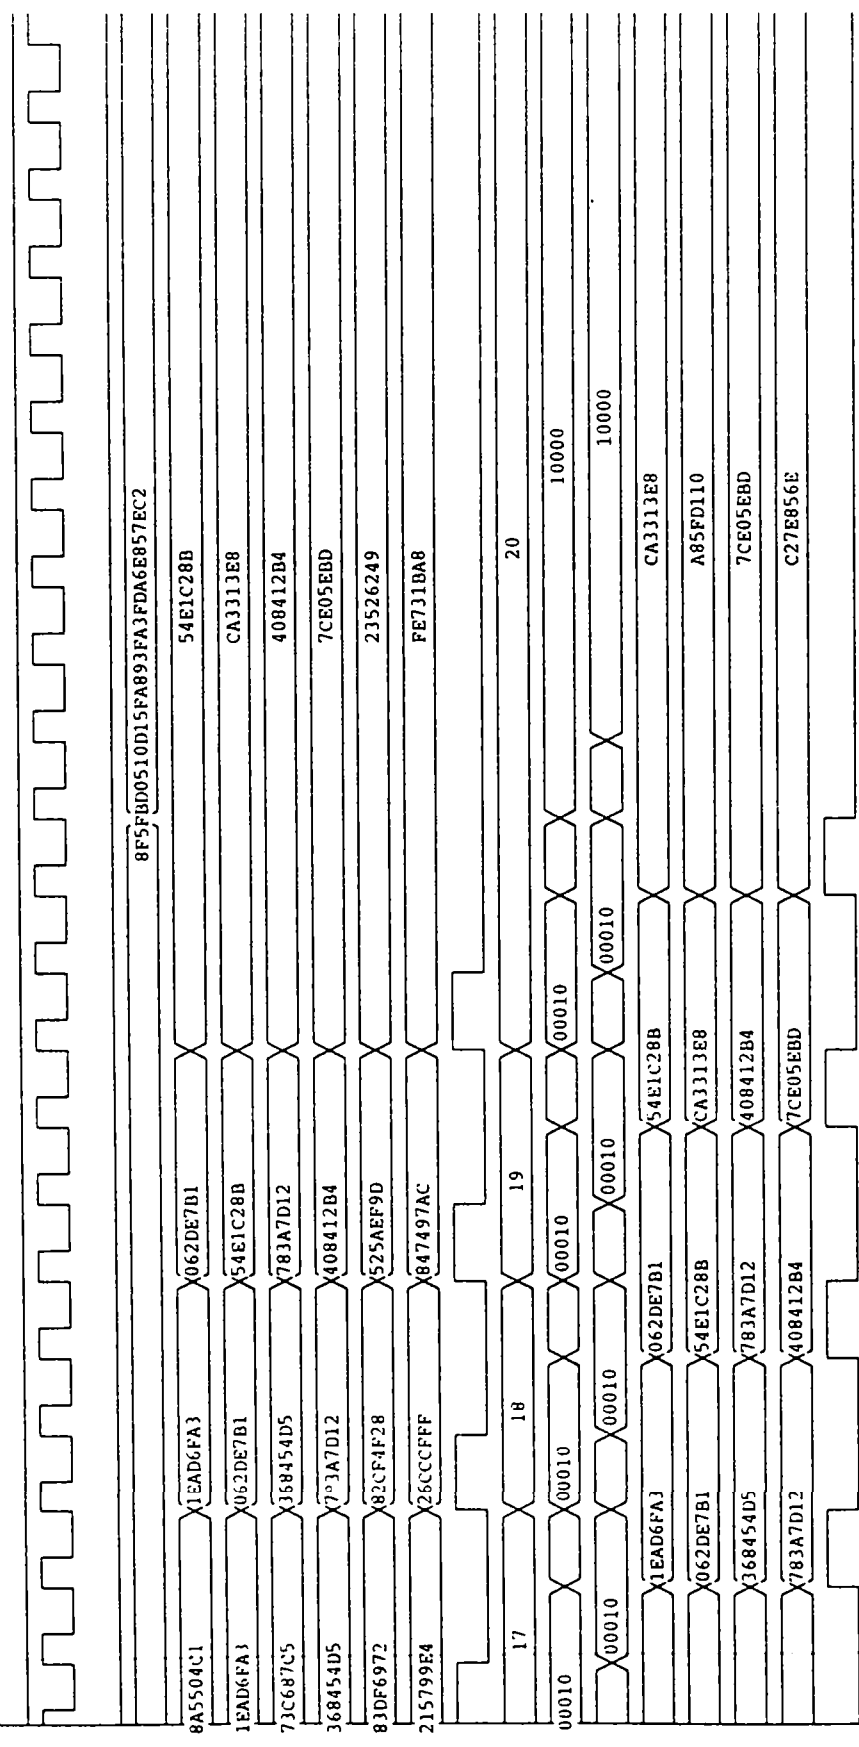 8F5FBD0510D15FA893FA3FDA6E857EC2
8A5504C1 1EAD6FA3 062DE7B1 54E1C28B
1EAD6FA3 062DE7B1 54E1C28B CA3313E8
73C687C5 368454D5 783A7D12 408412B4
368454D5 783A7D12 408412B4 7CE05EBD
83DF6972 82CF4F28 525AEF9D 23526249
215799E4 26CCCFFF 847497AC FE731BA8
17 18 19 20
00010 00010 00010 00010 10000
00010 00010 00010 00010 10000
1EAD6FA3 062DE7B1 54E1C28B CA3313E8
062DE7B1 54E1C28B CA3313E8 A85FD110
368454D5 783A7D12 408412B4 7CE05EBD
783A7D12 408412B4 7CE05EBD C27E856E